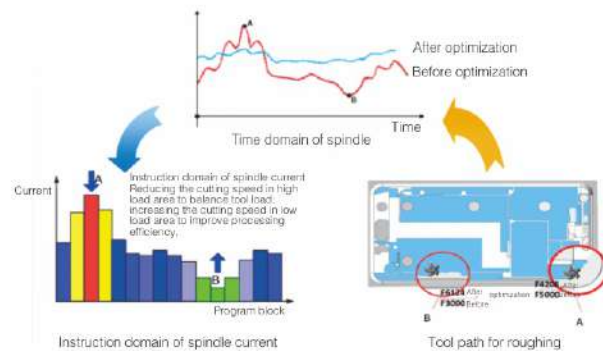 A
After optimization
Before optimization
B
Time
Time domain of spindle
Instruction domain of spindle current
Reducing the cutting speed in high
load area to belance tool load;
increasing the cutting speed in low
load area to improve processing
efficiency.
Current
A
B
Program block
Instruction domain of spindle current
F4200 After
F5000 Before
optimization
After
F3000 Before
B
A
Tool path for roughing